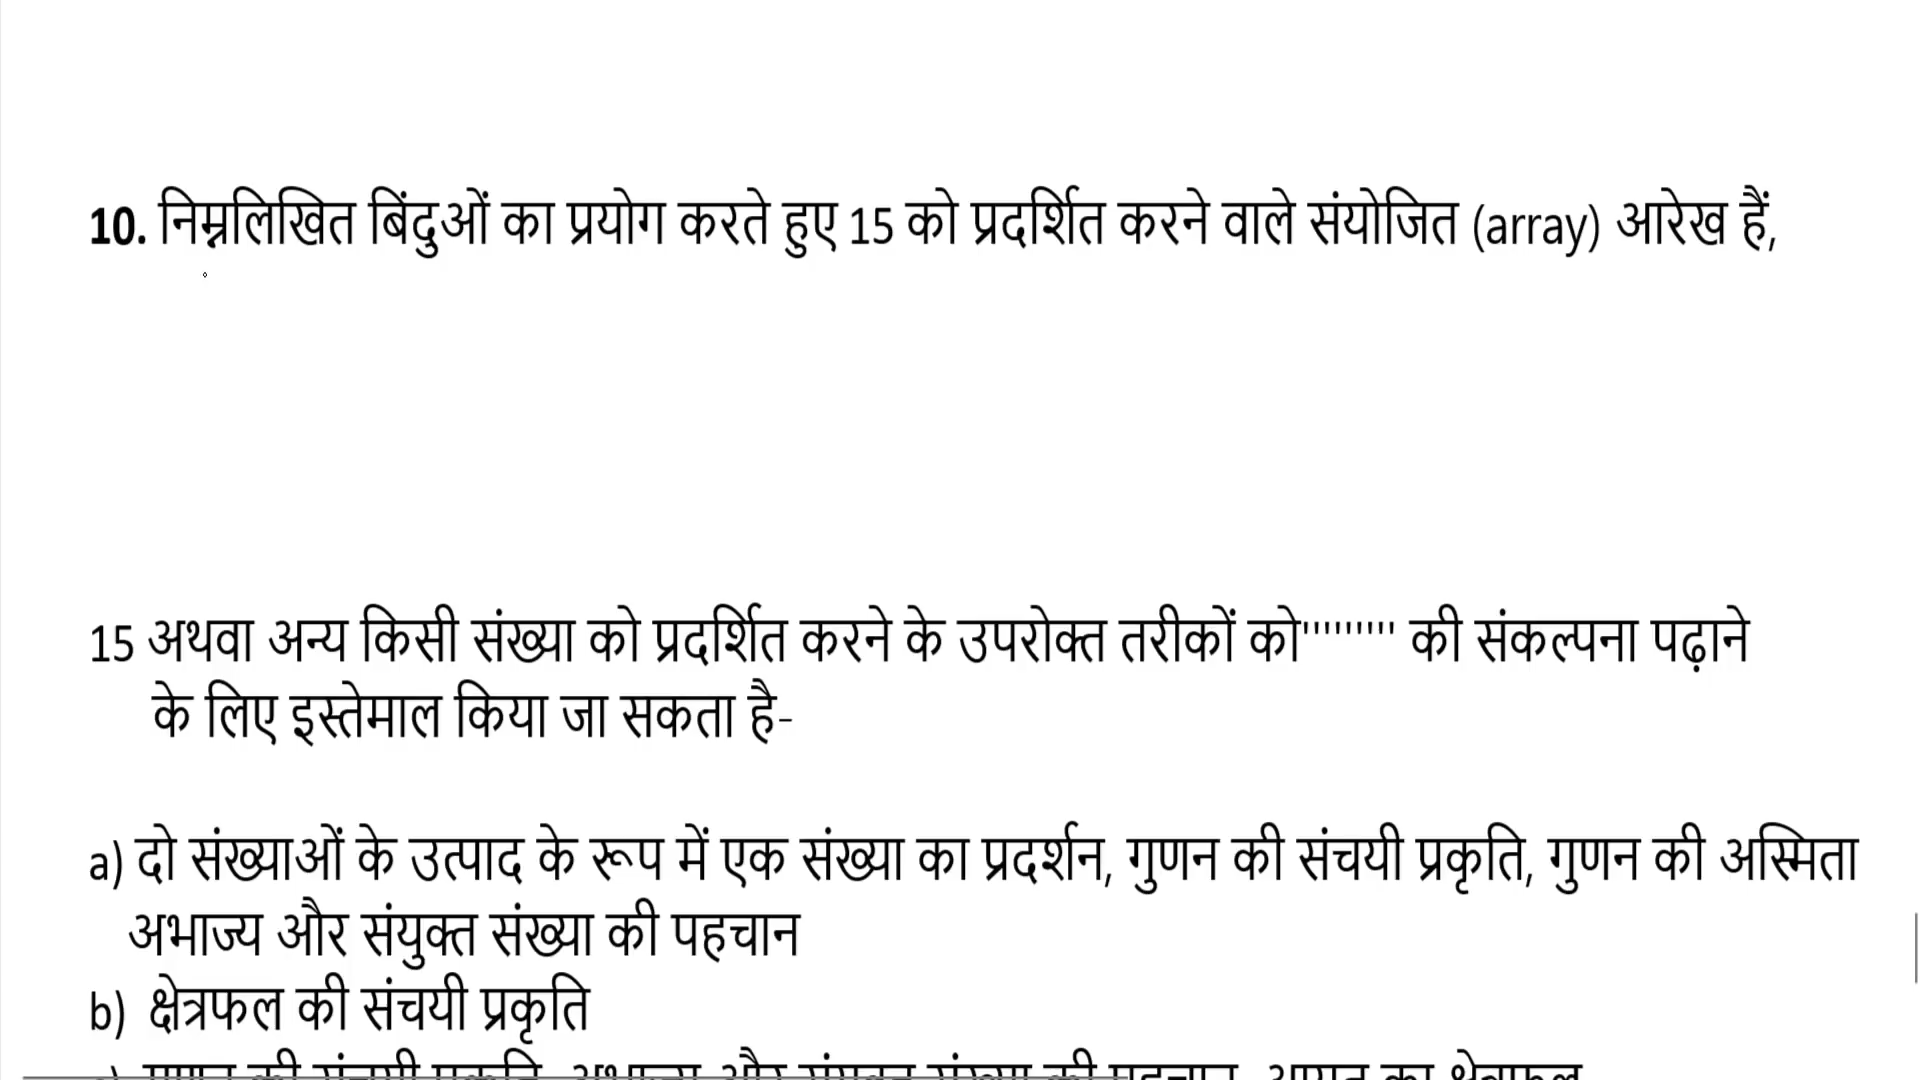 10. निम्नलिखित बिंदुओं का प्रयोग करते हुए 15 को प्रदर्शित करने वाले संयोजित (array) आरेख हैं,
15 अथवा अन्य किसी संख्या को प्रदर्शित करने के उपरोक्त तरीकों को''''''''' की संकल्पना पढ़ाने
के लिए इस्तेमाल किया जा सकता है-
a) दो संख्याओं के उत्पाद के रूप में एक संख्या का प्रदर्शन, गुणन की संचयी प्रकृति, गुणन की अस्मिता
अभाज्य और संयुक्त संख्या की पहचान
b) क्षेत्रफल की संचयी प्रकृति